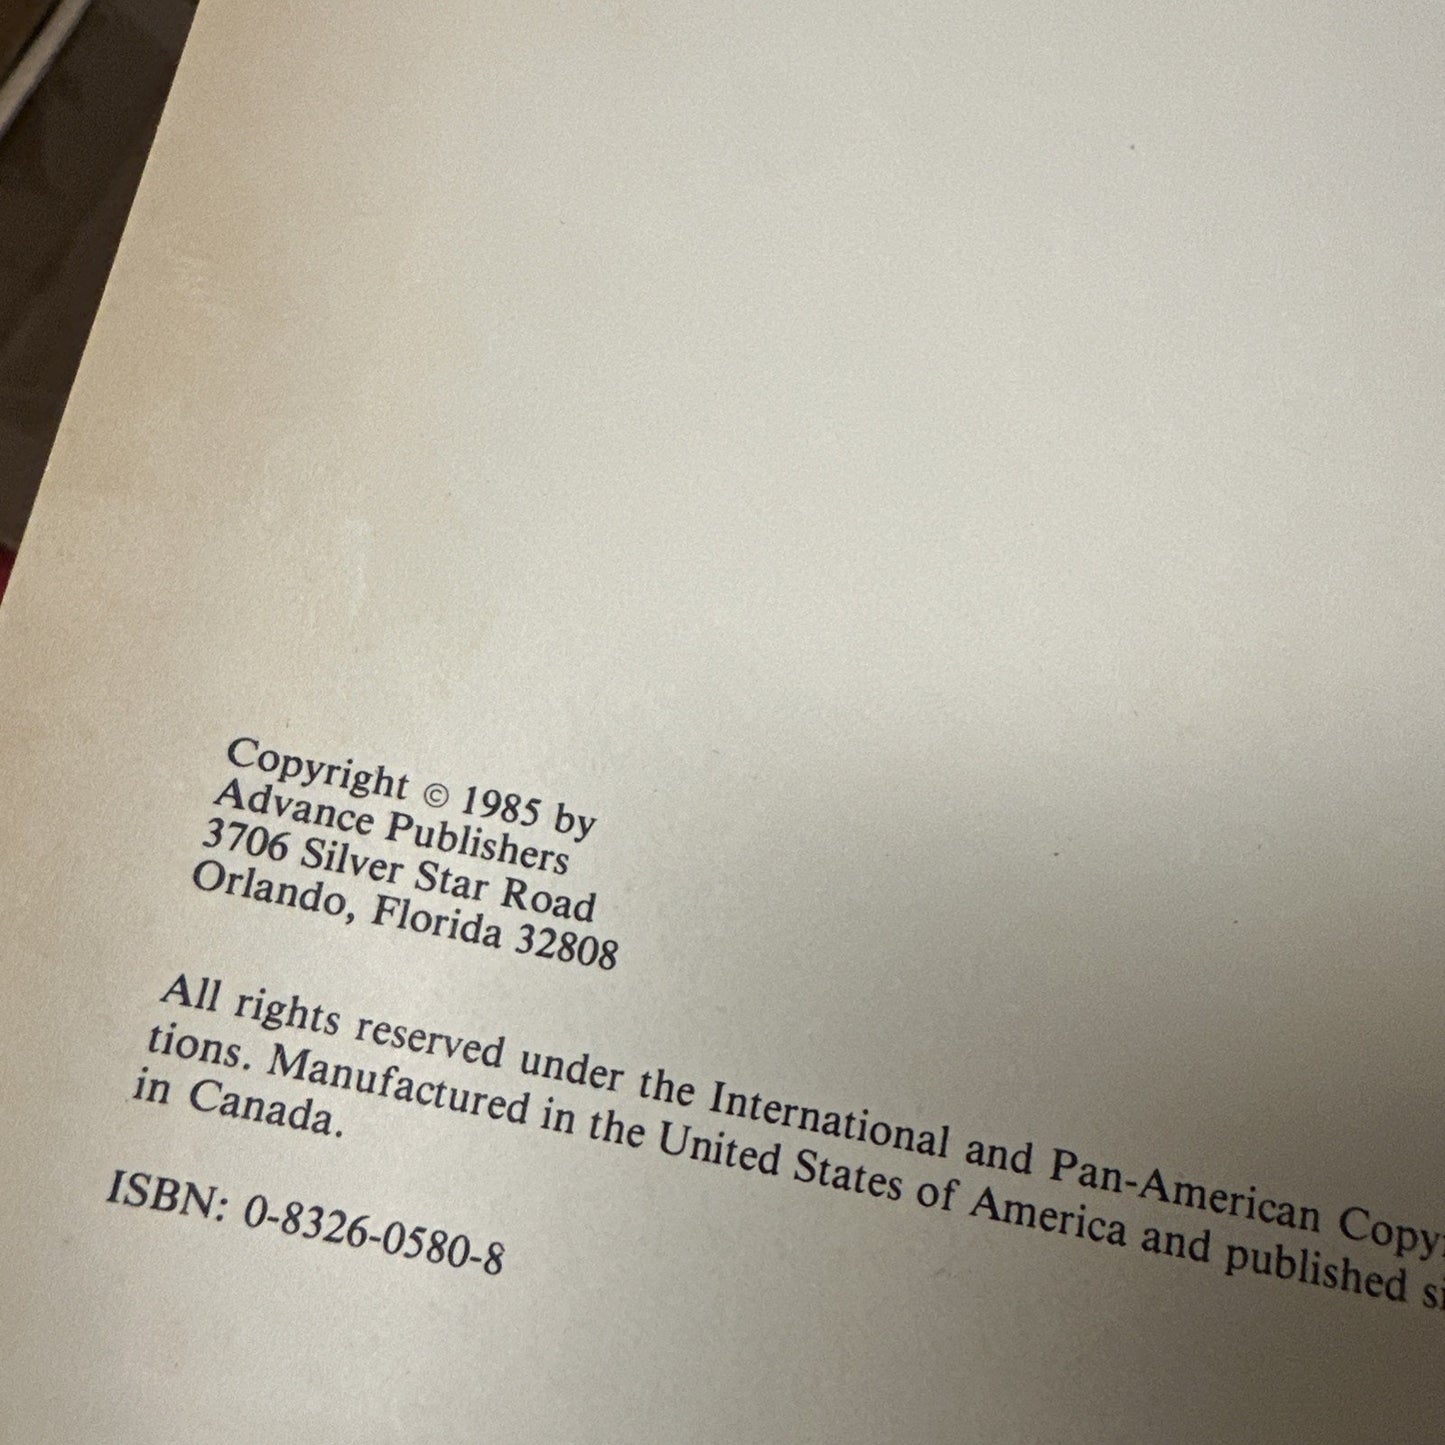 Copyright © 1985 by
Advance Publishers
3706 Silver Star Road
Orlando, Florida 32808
All rights reserved under the International and Pan-American
tions. Manufactured in the United States of America and published
in Canada.
ISBN: 0-8326-0580-8